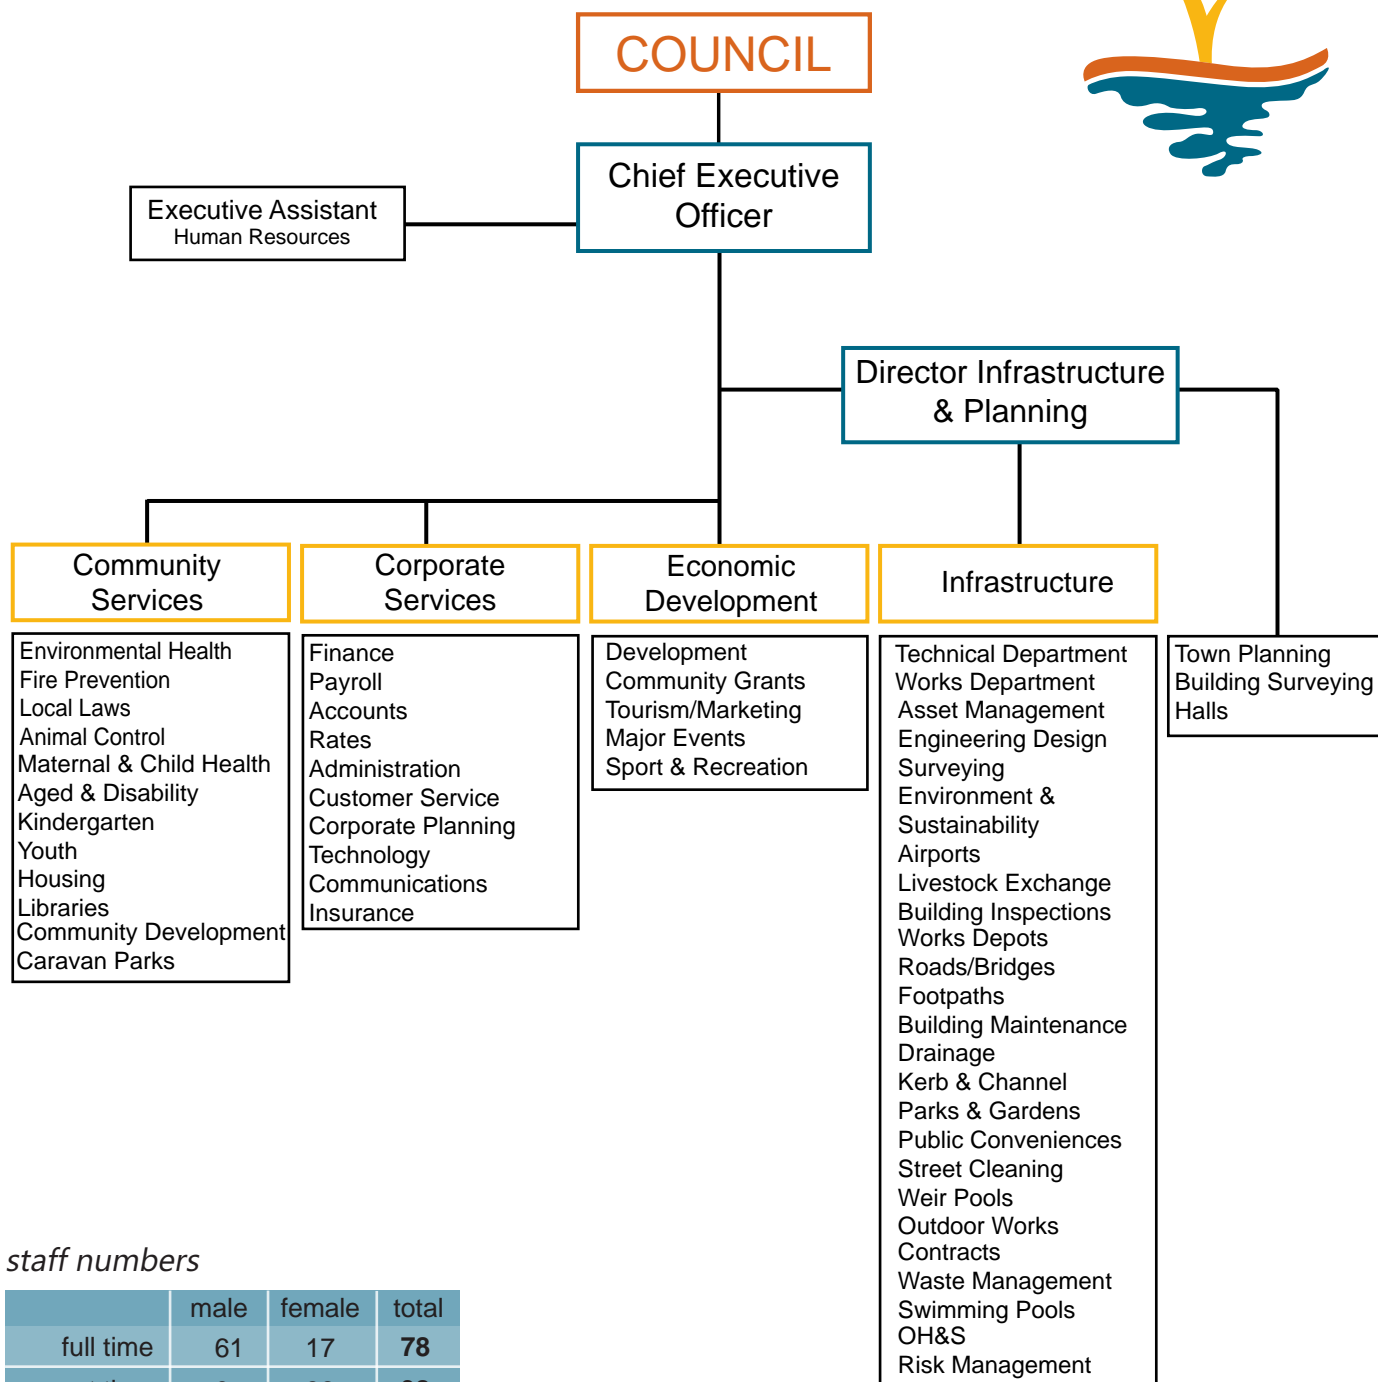 COUNCIL
Chief Executive
Officer
Executive Assistant
Human Resources
Director Infrastructure
& Planning
Community
Services
Corporate
Services
Economic
Development
Infrastructure
Environmental Health
Fire Prevention
Local Laws
Animal Control
Maternal & Child Health
Aged & Disability
Kindergarten
Youth
Housing
Libraries
Community Development
Caravan Parks
Finance
Payroll
Accounts
Rates
Administration
Customer Service
Corporate Planning
Technology
Communications
Insurance
Development
Community Grants
Tourism/Marketing
Major Events
Sport & Recreation
Technical Department
Works Department
Asset Management
Engineering Design
Surveying
Environment &
Sustainability
Airports
Livestock Exchange
Building Inspections
Works Depots
Roads/Bridges
Footpaths
Building Maintenance
Drainage
Kerb & Channel
Parks & Gardens
Public Conveniences
Street Cleaning
Weir Pools
Outdoor Works
Contracts
Waste Management
Swimming Pools
OH&S
Risk Management
Town Planning
Building Surveying
Halls
staff numbers
male female total
full time 61 17 78